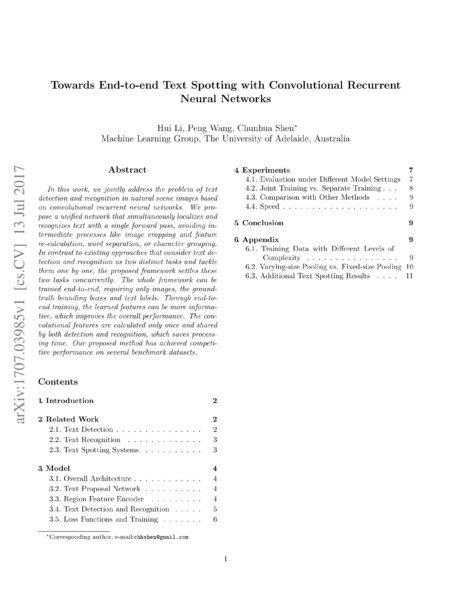 Towards End-to-end Text Spotting with Convolutional Recurrent
Neural Networks
Hui Li, Peng Wang, Chunhua Shen*
Machine Learning Group, The University of Adelaide, Australia
arXiv:1707.03985v1 [cs.CV] 13 Jul 2017
Abstract
In this work, we jointly address the problem of text
detection and recognition in natural scene images based
on convolutional recurrent neural networks. We pro-
pose a unified network that simultaneously localizes and
recognizes text with a single forward pass, avoiding in-
termediate processes like image cropping and feature
re-calculation, word separation, or character grouping.
In contrast to existing approaches that consider text de-
tection and recognition as two distinct tasks and tackle
them one by one, the proposed framework settles these
two tasks concurrently. The whole framework can be
trained end-to-end, requiring only images, the ground-
truth bounding boxes and text labels. Through end-to-
end training, the learned features can be more informa-
tive, which improves the overall performance. The con-
volutional features are calculated only once and shared
by both detection and recognition, which saves process-
ing time. Our proposed method has achieved competi-
tive performance on several benchmark datasets.
Contents
1 Introduction 2
2 Related Work 2
2.1. Text Detection . . . . . . . . . . . . . . . 2
2.2. Text Recognition . . . . . . . . . . . . . 3
2.3. Text Spotting Systems . . . . . . . . . . 3
3 Model 4
3.1. Overall Architecture . . . . . . . . . . . . 4
3.2. Text Proposal Network . . . . . . . . . . 4
3.3. Region Feature Encoder . . . . . . . . . 4
3.4. Text Detection and Recognition . . . . . 5
3.5. Loss Functions and Training . . . . . . . 6
*Corresponding author, e-mail:chhshen@gmail.com
4 Experiments 7
4.1. Evaluation under Different Model Settings 7
4.2. Joint Training vs. Separate Training . . . 8
4.3. Comparison with Other Methods . . . . 9
4.4. Speed . . . . . . . . . . . . . . . . . . . . 9
5 Conclusion 9
6 Appendix 9
6.1. Training Data with Different Levels of
Complexity . . . . . . . . . . . . . . . . 9
6.2. Varying-size Pooling vs. Fixed-size Pooling 10
6.3. Additional Text Spotting Results . . . . 11
1